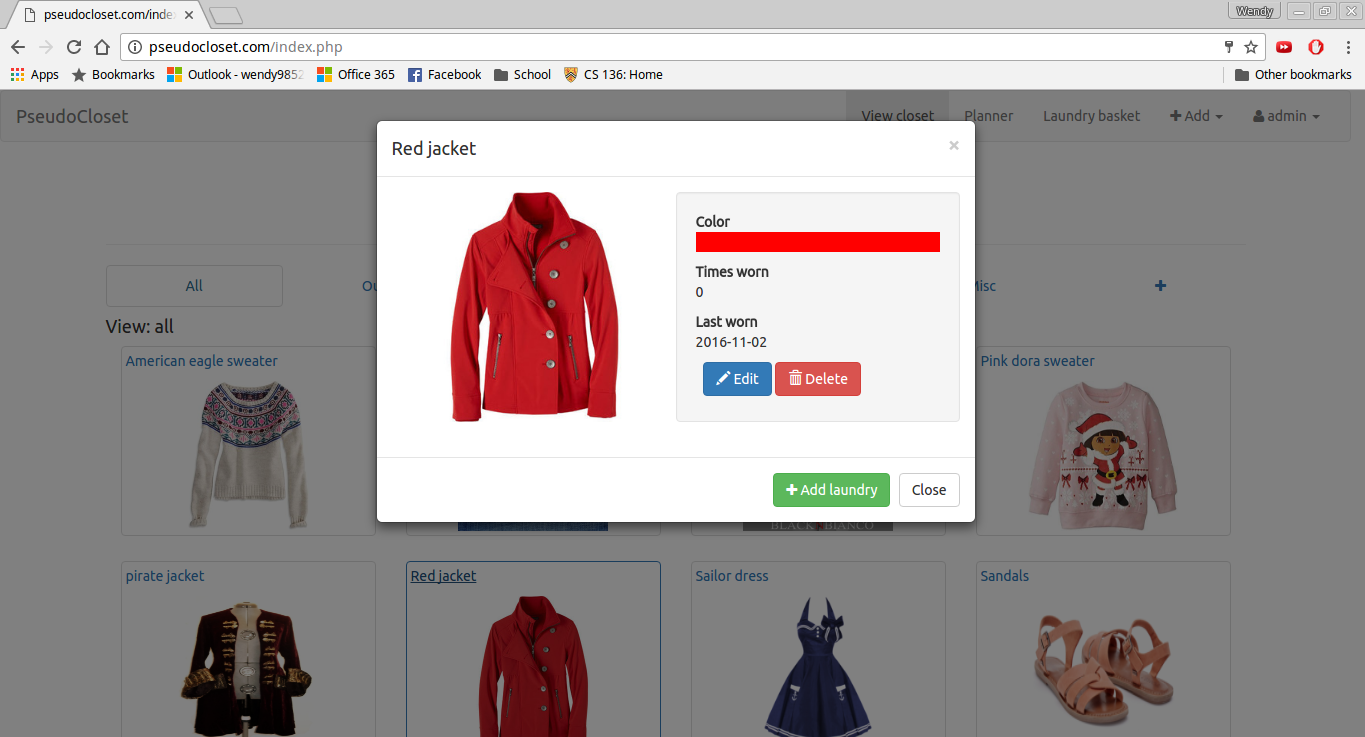 pseudocloset.com/inde
Wendy
pseudocloset.com/index.php
Apps
Bookmarks
Outlook - wendy9852
Office 365
Facebook
School
CS 136: Home
Other bookmarks
PseudoCloset
View closet
Planner
Laundry basket
Add
admin
Red jacket
×
Color
Times worn
0
Last worn
2016-11-02
Edit
Delete
Add laundry
Close
All
Ou
Misc
View: all
American eagle sweater
Pink dora sweater
BLACK BIANCO
pirate jacket
Red jacket
Sailor dress
Sandals